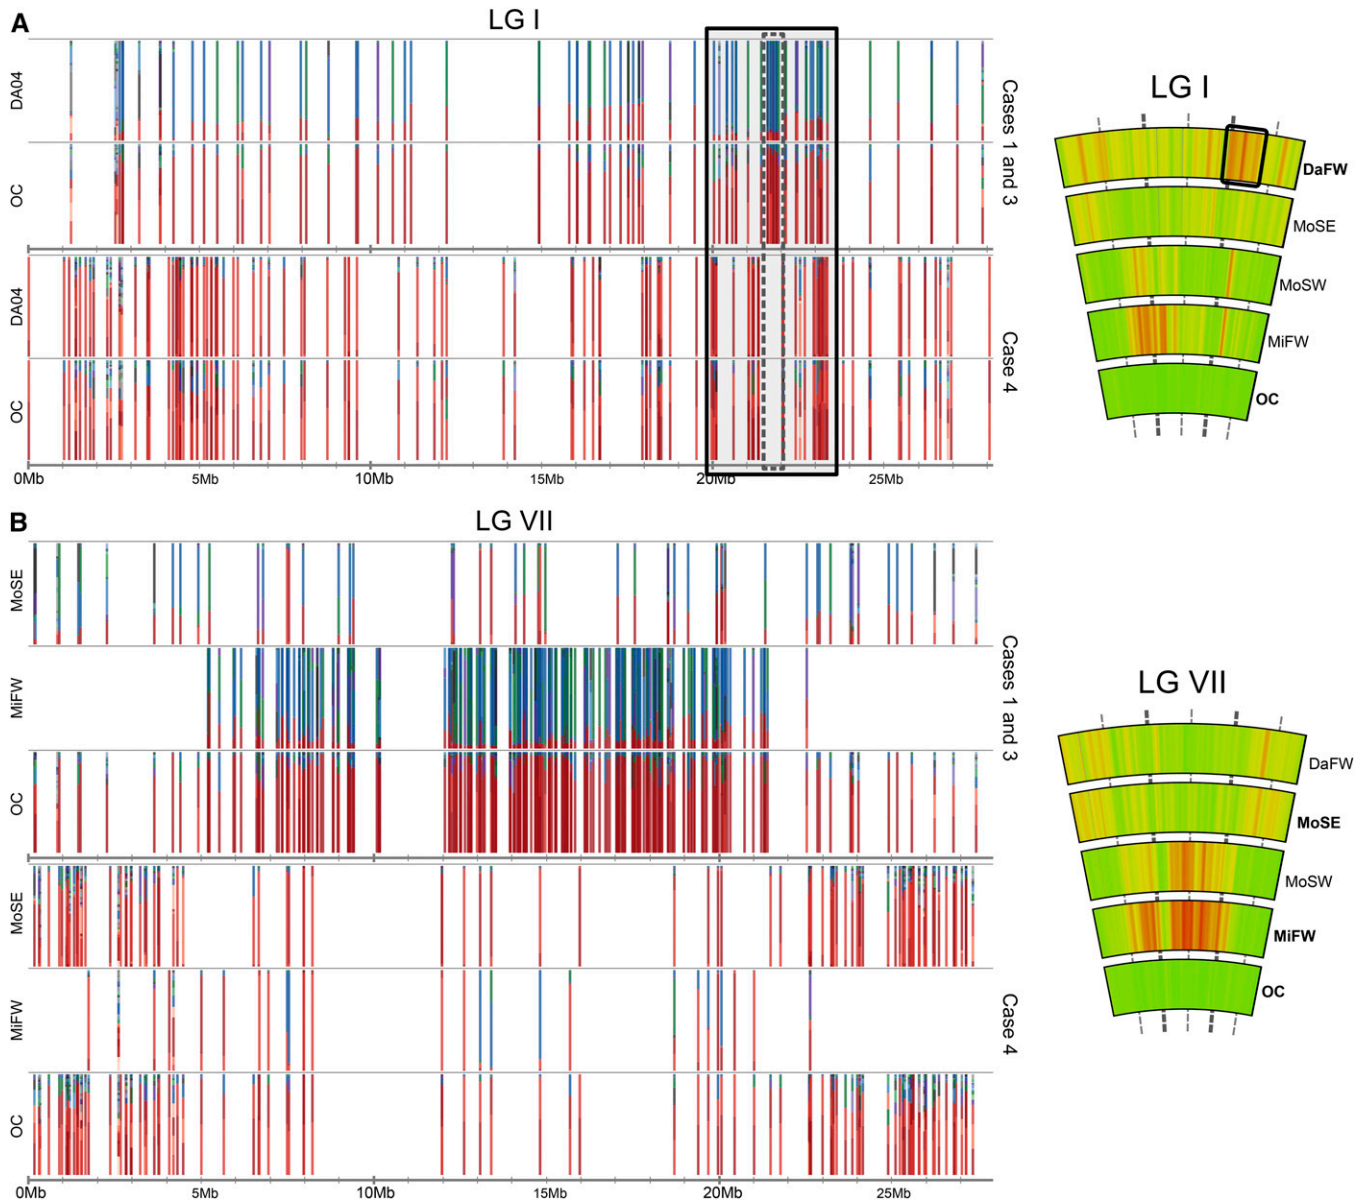 A
LG I
DA04
OC
Cases 1 and 3
DA04
OC
Case 4
0Mb 5Mb 10Mb 15Mb 20Mb 25Mb
LG I
DaFW
MoSE
MoSW
MiFW
OC
B
LG VII
MoSE
MiFW
OC
Cases 1 and 3
MoSE
MiFW
OC
Case 4
0Mb 5Mb 10Mb 15Mb 20Mb 25Mb
LG VII
DaFW
MoSE
MoSW
MiFW
OC